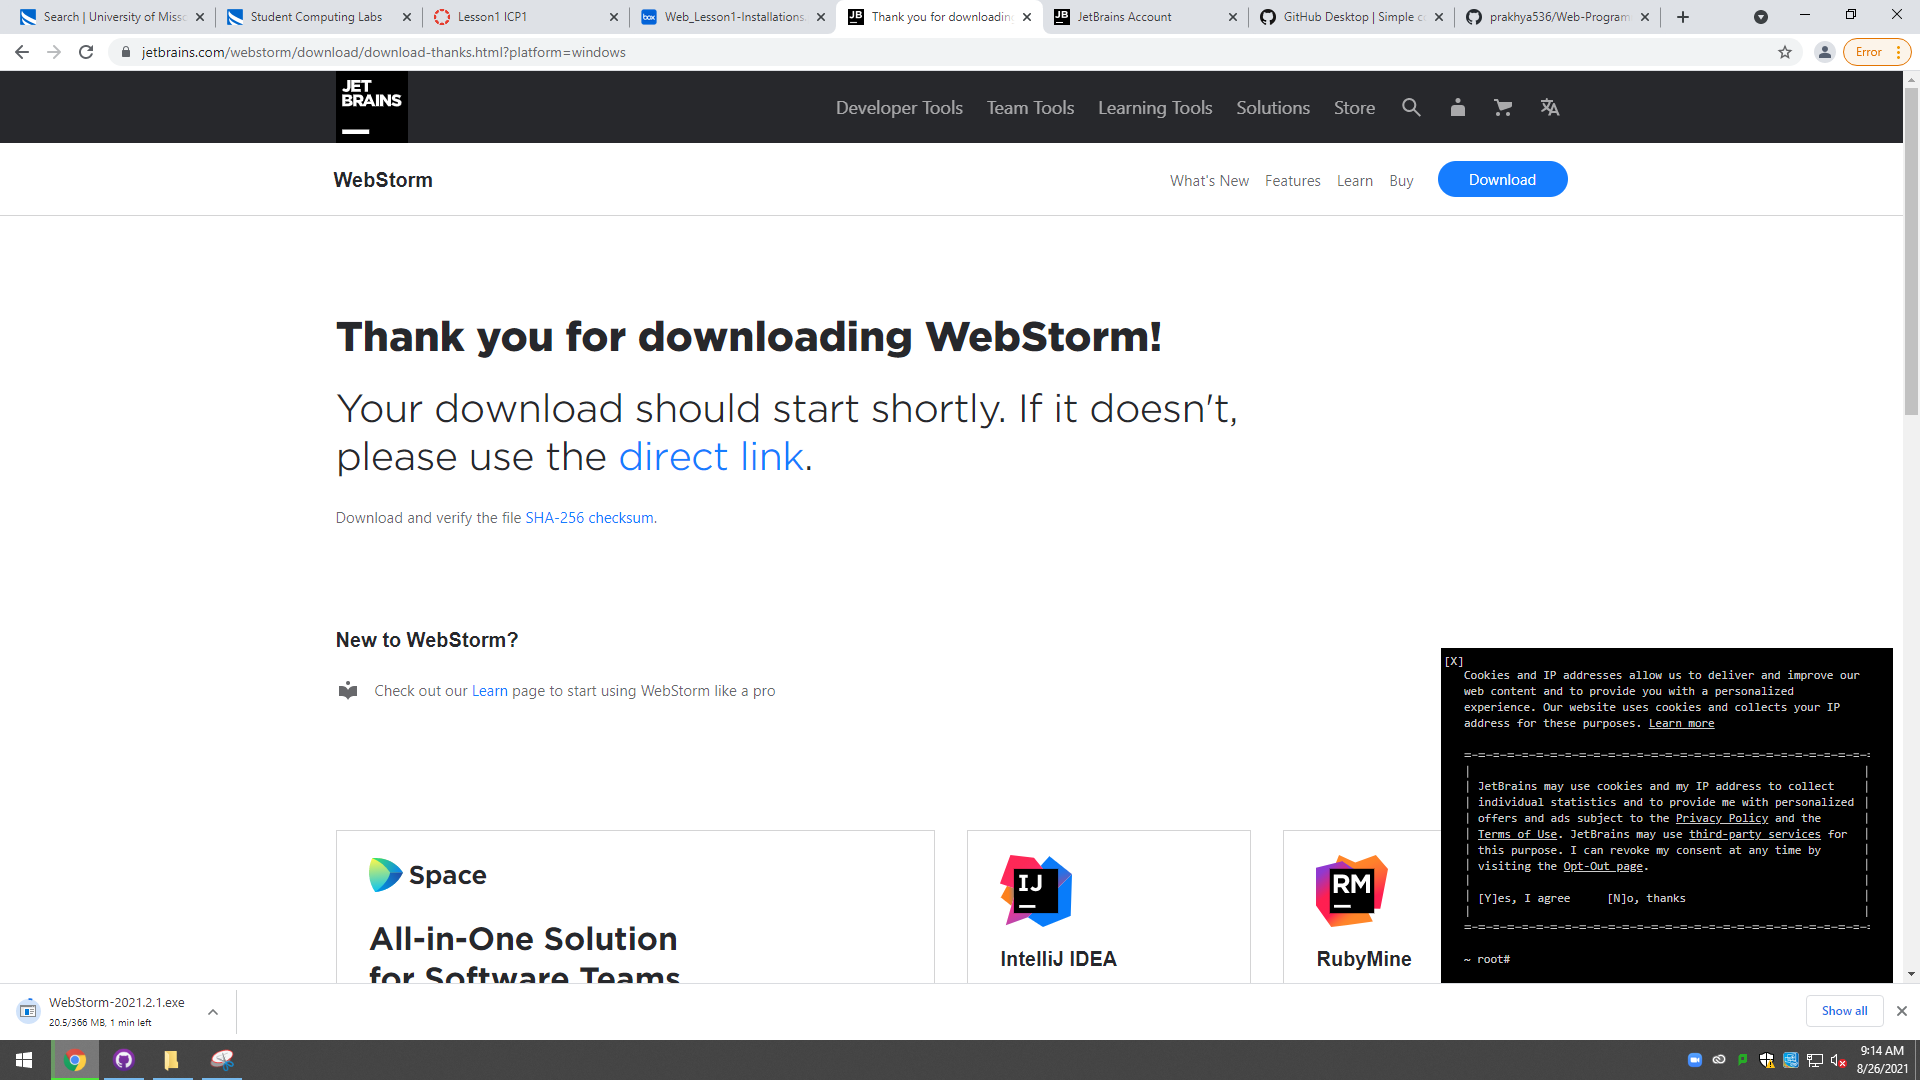 Search | University of Misso
Student Computing Labs
Lesson1 ICP1
Web_Lesson1-Installations.
Thank you for downloading
JetBrains Account
GitHub Desktop | Simple c
prakhya536/Web-Program
jetbrains.com/webstorm/download/download-thanks.html?platform=windows
Error
JET
BRAINS
Developer Tools
Team Tools
Learning Tools
Solutions
Store
WebStorm
What's New
Features
Learn
Buy
Download
Thank you for downloading WebStorm!
Your download should start shortly. If it doesn't,
please use the direct link.
Download and verify the file SHA-256 checksum.
New to WebStorm?
Check out our Learn page to start using WebStorm like a pro
Space
All-in-One Solution
for Software Teams
IJ
IntelliJ IDEA
RM
RubyMine
[X]
Cookies and IP addresses allow us to deliver and improve our
web content and to provide you with a personalized
experience. Our website uses cookies and collects your IP
address for these purposes. Learn more
JetBrains may use cookies and my IP address to collect
individual statistics and to provide me with personalized
offers and ads subject to the Privacy Policy and the
Terms of Use. JetBrains may use third-party services for
this purpose. I can revoke my consent at any time by
visiting the Opt-Out page.
[Y]es, I agree [N]o, thanks
~ root#
WebStorm-2021.2.1.exe
20.5/366 MB, 1 min left
Show all
9:14 AM
8/26/2021